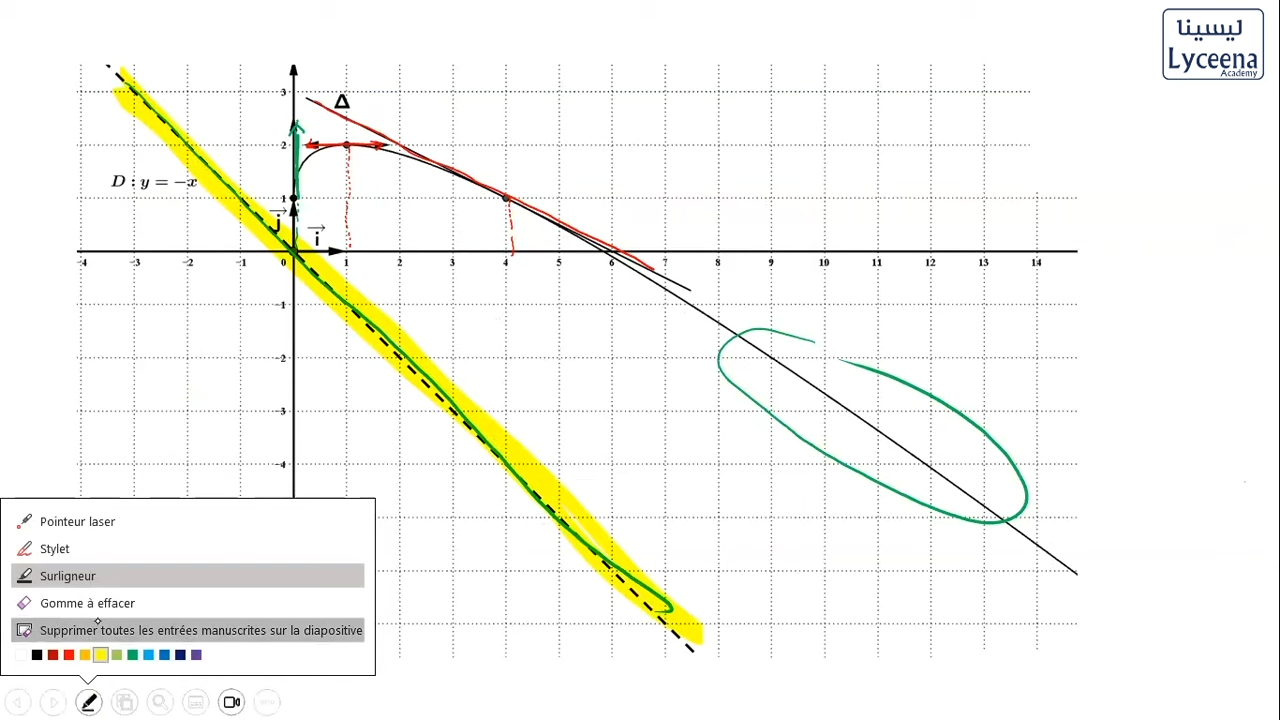 ليسينا
Lyceena
Academy
Δ
3
2
D : y = −x
1
j
i
−4 −3 −2 −1 0 1 2 3 4 5 6 7 8 9 10 11 12 13 14
−1
−2
−3
−4
Pointeur laser
Stylet
Surligneur
Gomme à effacer
Supprimer toutes les entrées manuscrites sur la diapositive